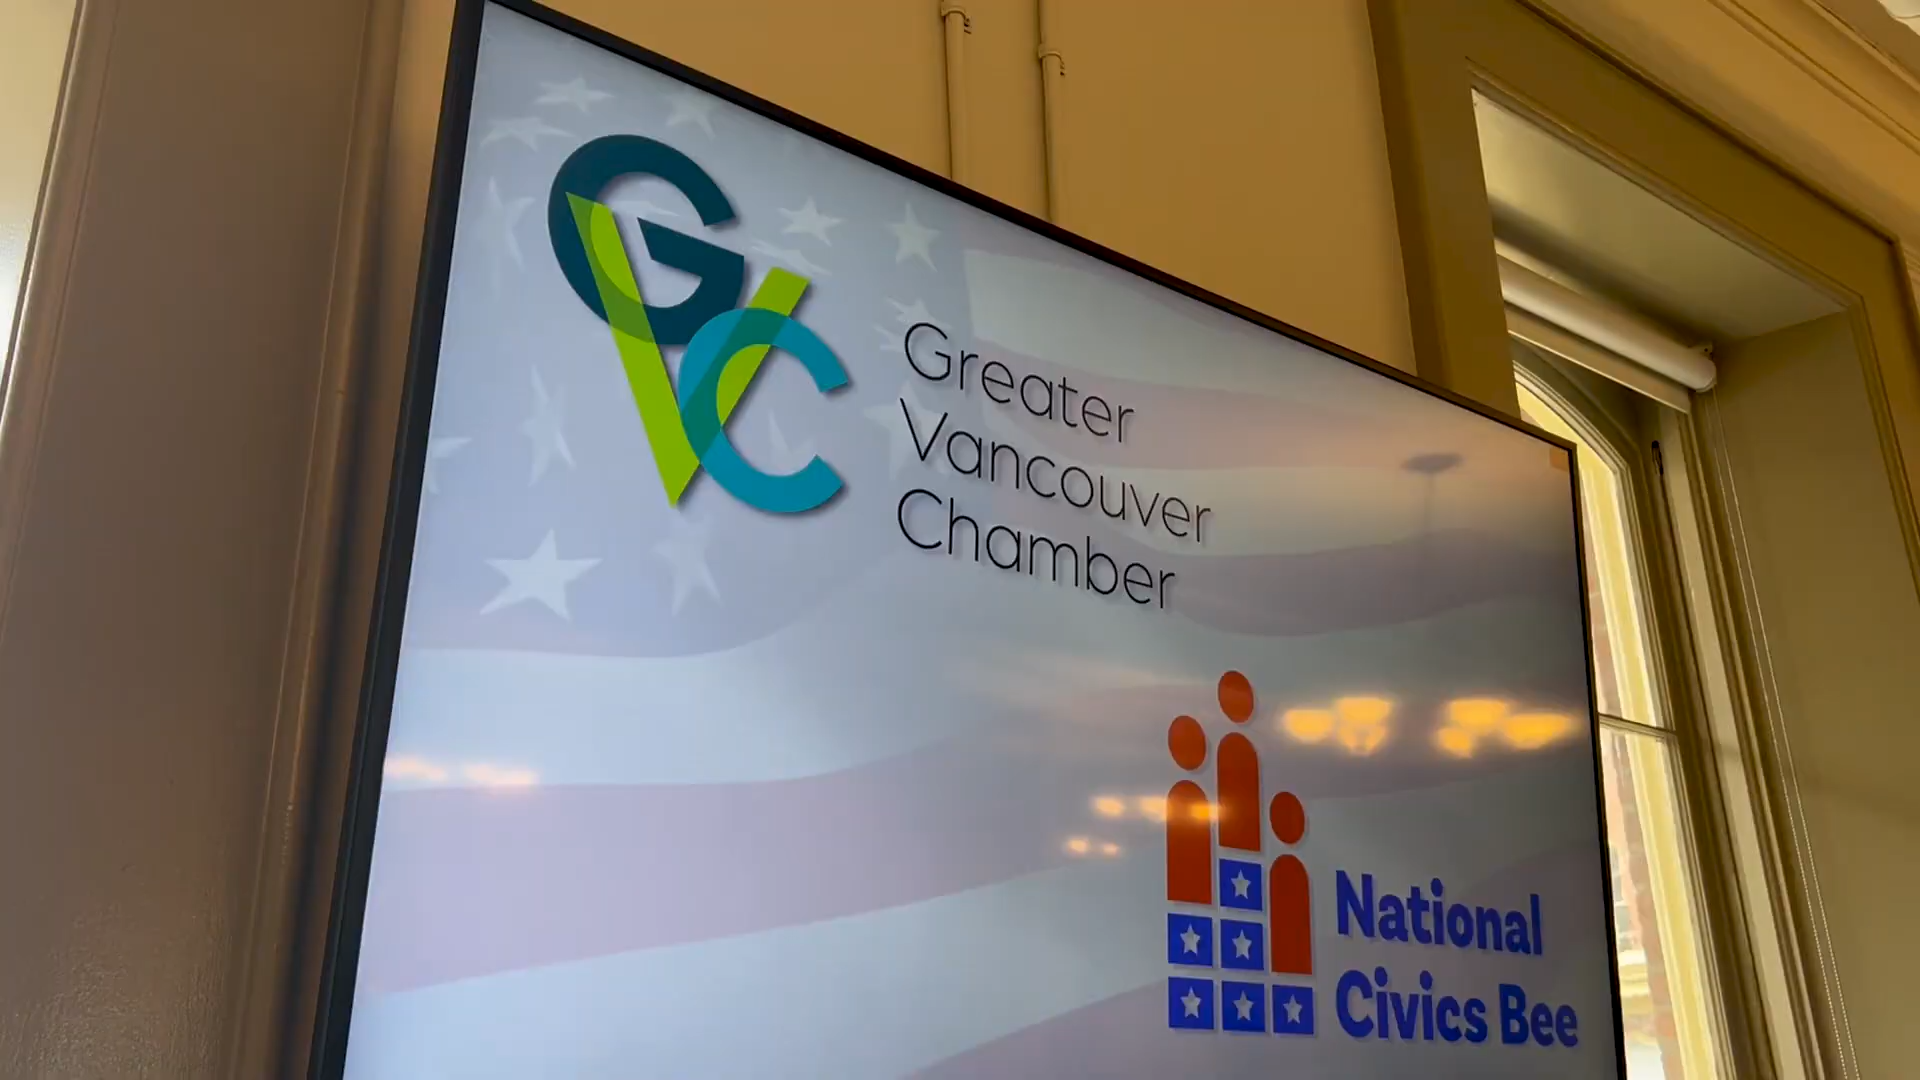 GVC
Greater
Vancouver
Chamber
National
Civics Bee